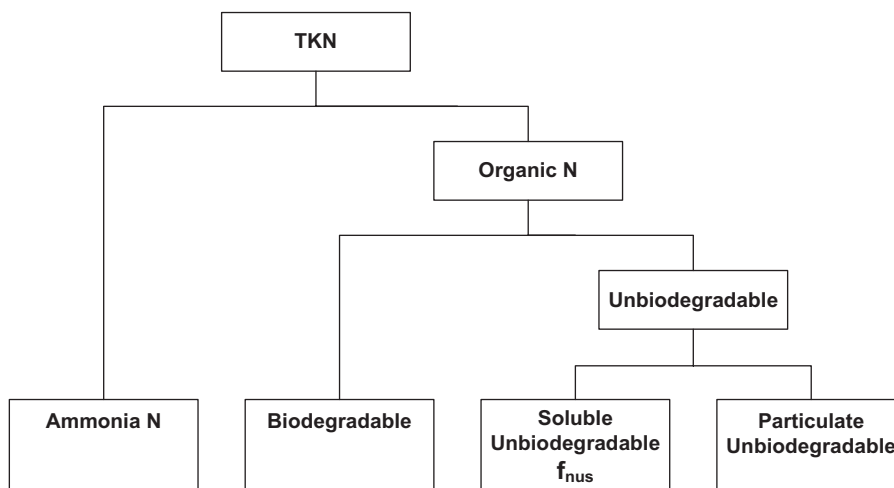 TKN
Organic N
Unbiodegradable
Ammonia N
Biodegradable
Soluble
Unbiodegradable
fnus
Particulate
Unbiodegradable